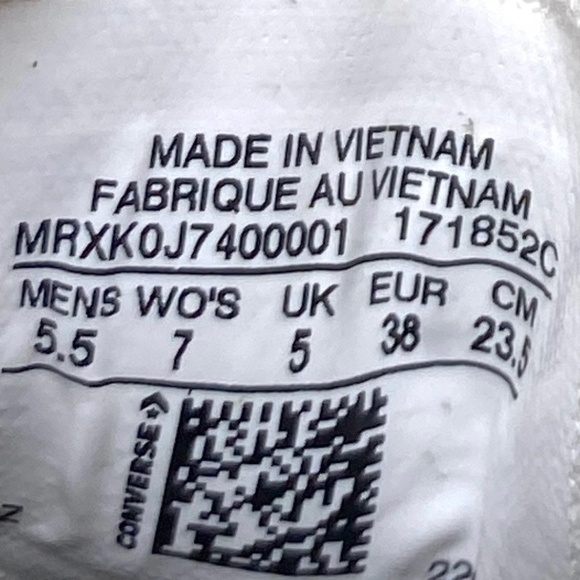 MADE IN VIETNAM
FABRIQUE AU VIETNAM
MRXK0J7400001 171852C
MENS WO'S UK EUR CM
5.5 7 5 38 23.5
CONVERSE
N
22